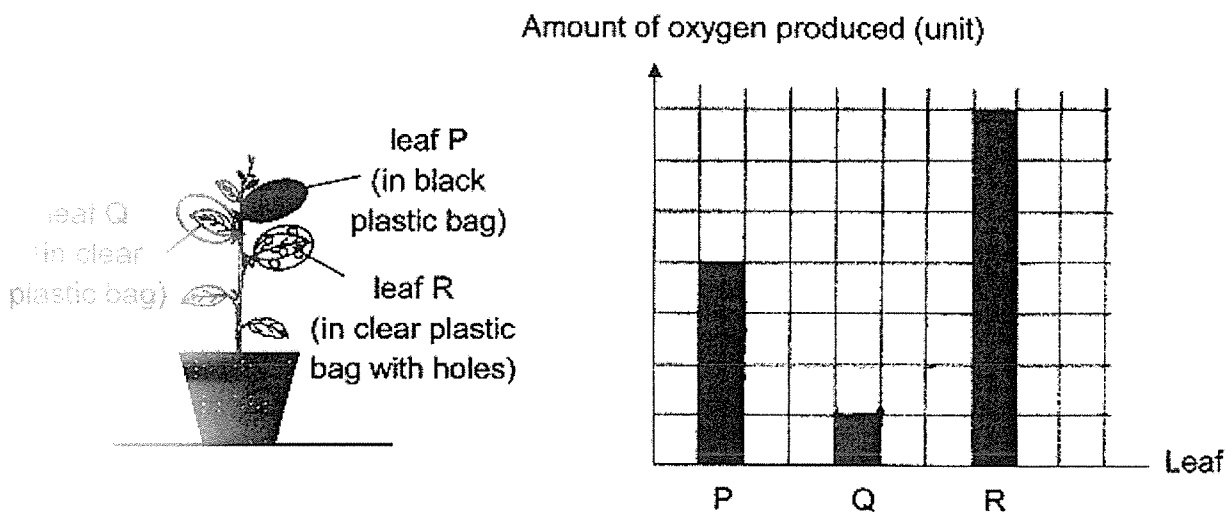 Amount of oxygen produced (unit)
leaf P
(in black
plastic bag)
leaf Q
(in clear
plastic bag)
leaf R
(in clear plastic
bag with holes)
P Q R
Leaf